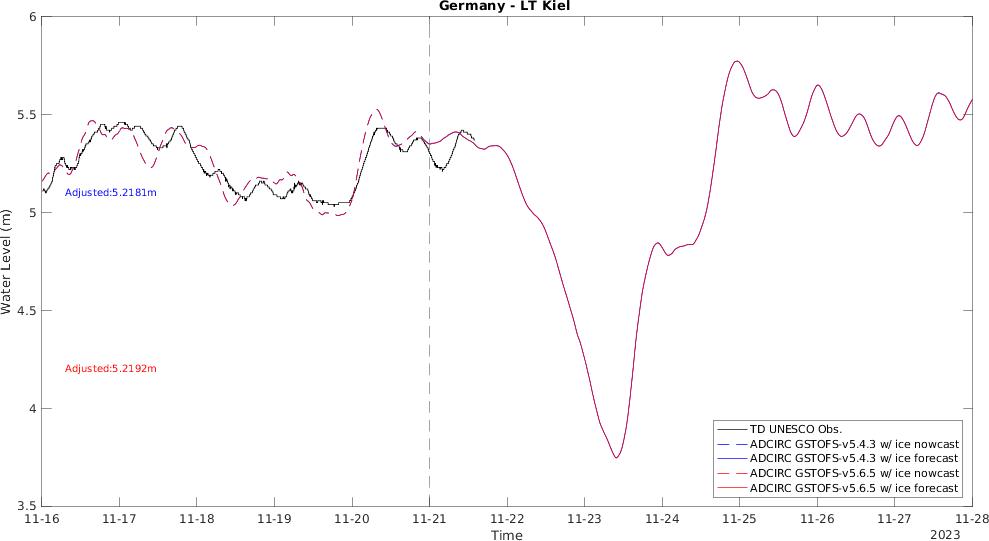 Germany - LT Kiel
6
5.5
5
4.5
4
3.5
Water Level (m)
Adjusted:5.2181m
Adjusted:5.2192m
TD UNESCO Obs.
ADCIRC GSTOFS-v5.4.3 w/ ice nowcast
ADCIRC GSTOFS-v5.4.3 w/ ice forecast
ADCIRC GSTOFS-v5.6.5 w/ ice nowcast
ADCIRC GSTOFS-v5.6.5 w/ ice forecast
11-16 11-17 11-18 11-19 11-20 11-21 11-22 11-23 11-24 11-25 11-26 11-27 11-28
Time
2023